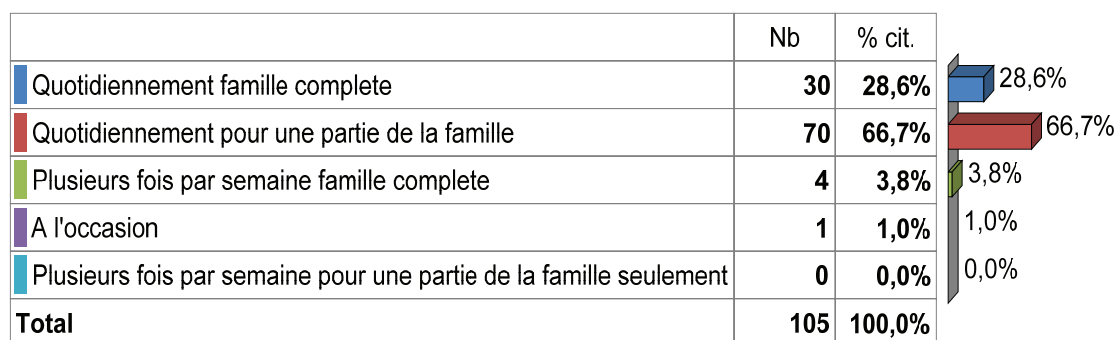 Nb % cit.
Quotidiennement famille complete 30 28,6% 28,6%
Quotidiennement pour une partie de la famille 70 66,7% 66,7%
Plusieurs fois par semaine famille complete 4 3,8% 3,8%
A l'occasion 1 1,0% 1,0%
Plusieurs fois par semaine pour une partie de la famille seulement 0 0,0% 0,0%
Total 105 100,0%